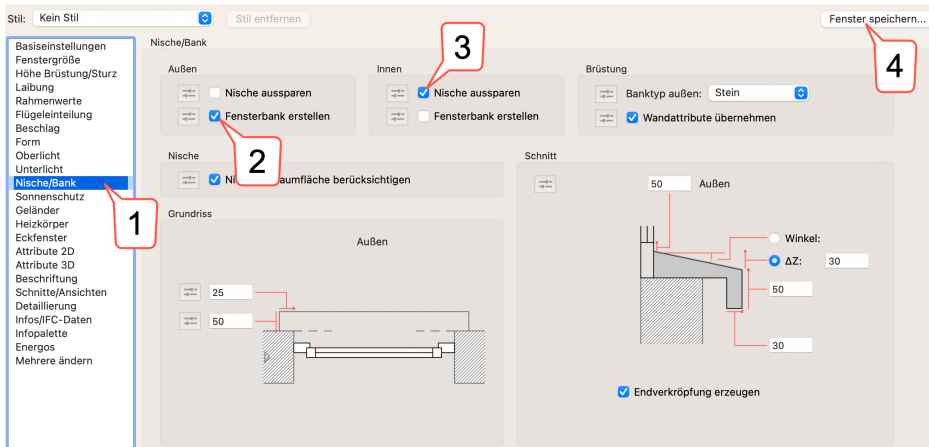 Stil: Kein Stil Stil entfernen Fenster speichern...
Basiseinstellungen
Fenstergröße
Höhe Brüstung/Sturz
Laibung
Rahmenwerte
Flügeleinteilung
Beschlag
Form
Oberlicht
Unterlicht
Nische/Bank
Sonnenschutz
Geländer
Heizkörper
Eckfenster
Attribute 2D
Attribute 3D
Beschriftung
Schnitte/Ansichten
Detaillierung
Infos/IFC-Daten
Infopalette
Energos
Mehrere ändern
1
Nische/Bank
Außen
Nische aussparen
Fensterbank erstellen
2
Innen
3
Nische aussparen
Fensterbank erstellen
Brüstung
4
Banktyp außen: Stein
Wandattribute übernehmen
Nische
berücksichtigen
Grundriss
Außen
25
50
Schnitt
50 Außen
Winkel:
ΔZ: 30
50
30
Endverkröpfung erzeugen